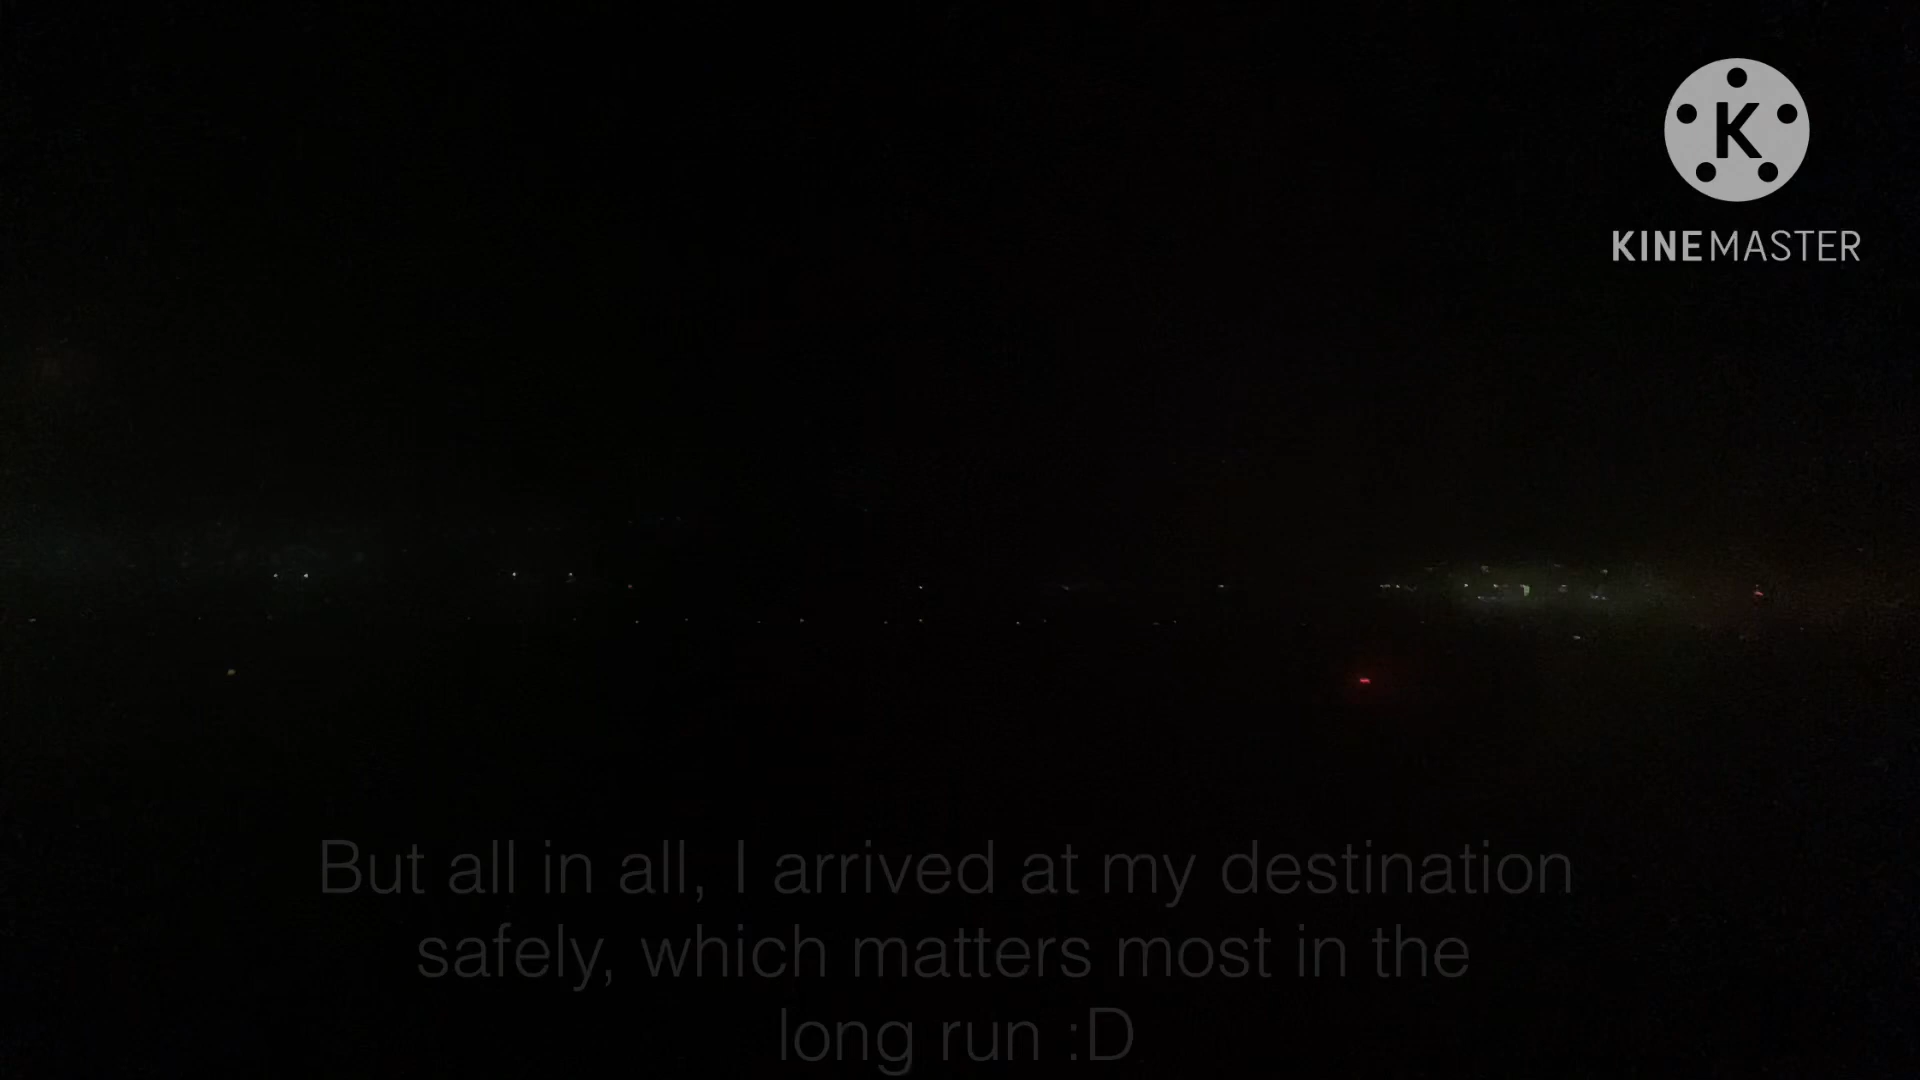 K
KINEMASTER
But all in all, I arrived at my destination
safely, which matters most in the
long run :D